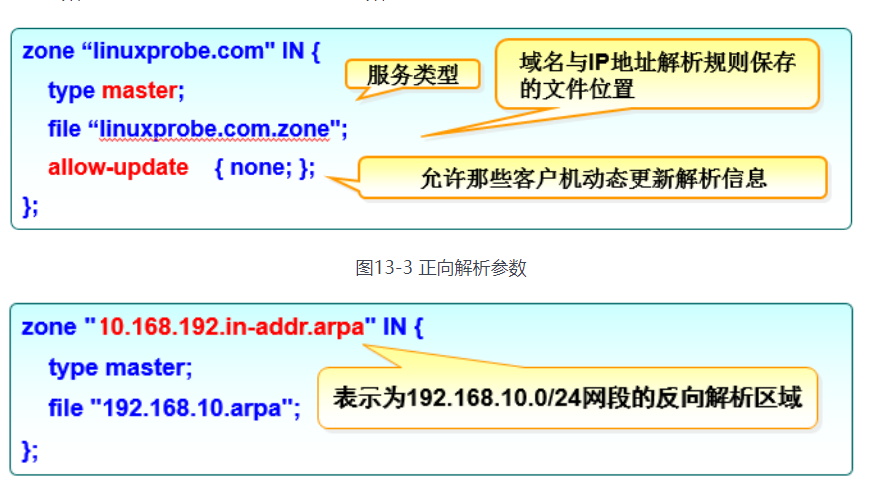 zone “linuxprobe.com" IN {
type master;
服务类型
域名与IP地址解析规则保存
的文件位置
file “linuxprobe.com.zone";
allow-update { none; };
允许那些客户机动态更新解析信息
};
图13-3 正向解析参数
zone "10.168.192.in-addr.arpa" IN {
type master;
file "192.168.10.arpa";
表示为192.168.10.0/24网段的反向解析区域
};